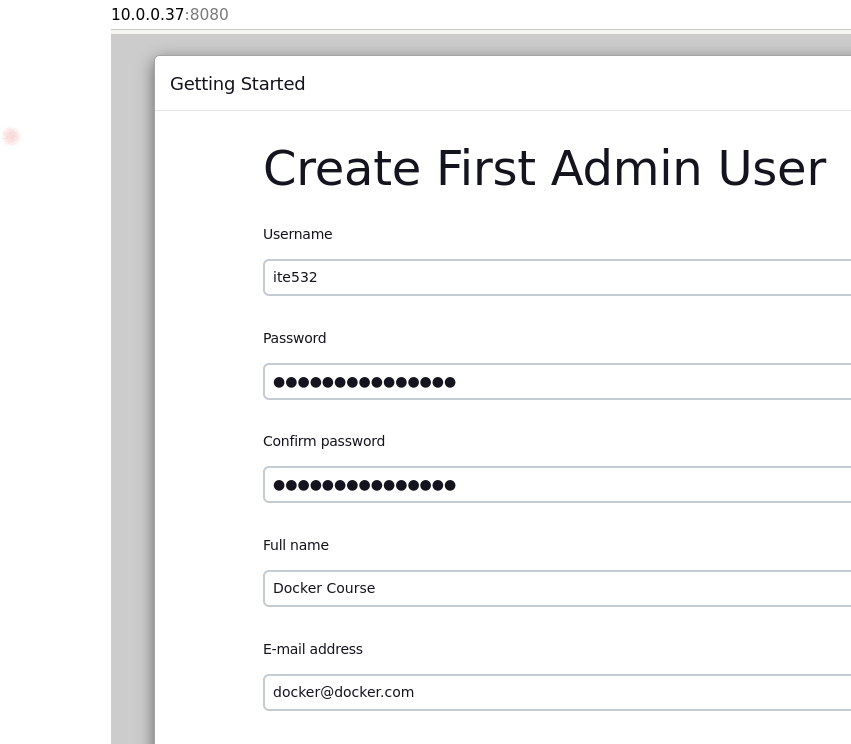 10.0.0.37:8080
Getting Started
Create First Admin User
Username
ite532
Password
●●●●●●●●●●●●●●●
Confirm password
●●●●●●●●●●●●●●●
Full name
Docker Course
E-mail address
docker@docker.com